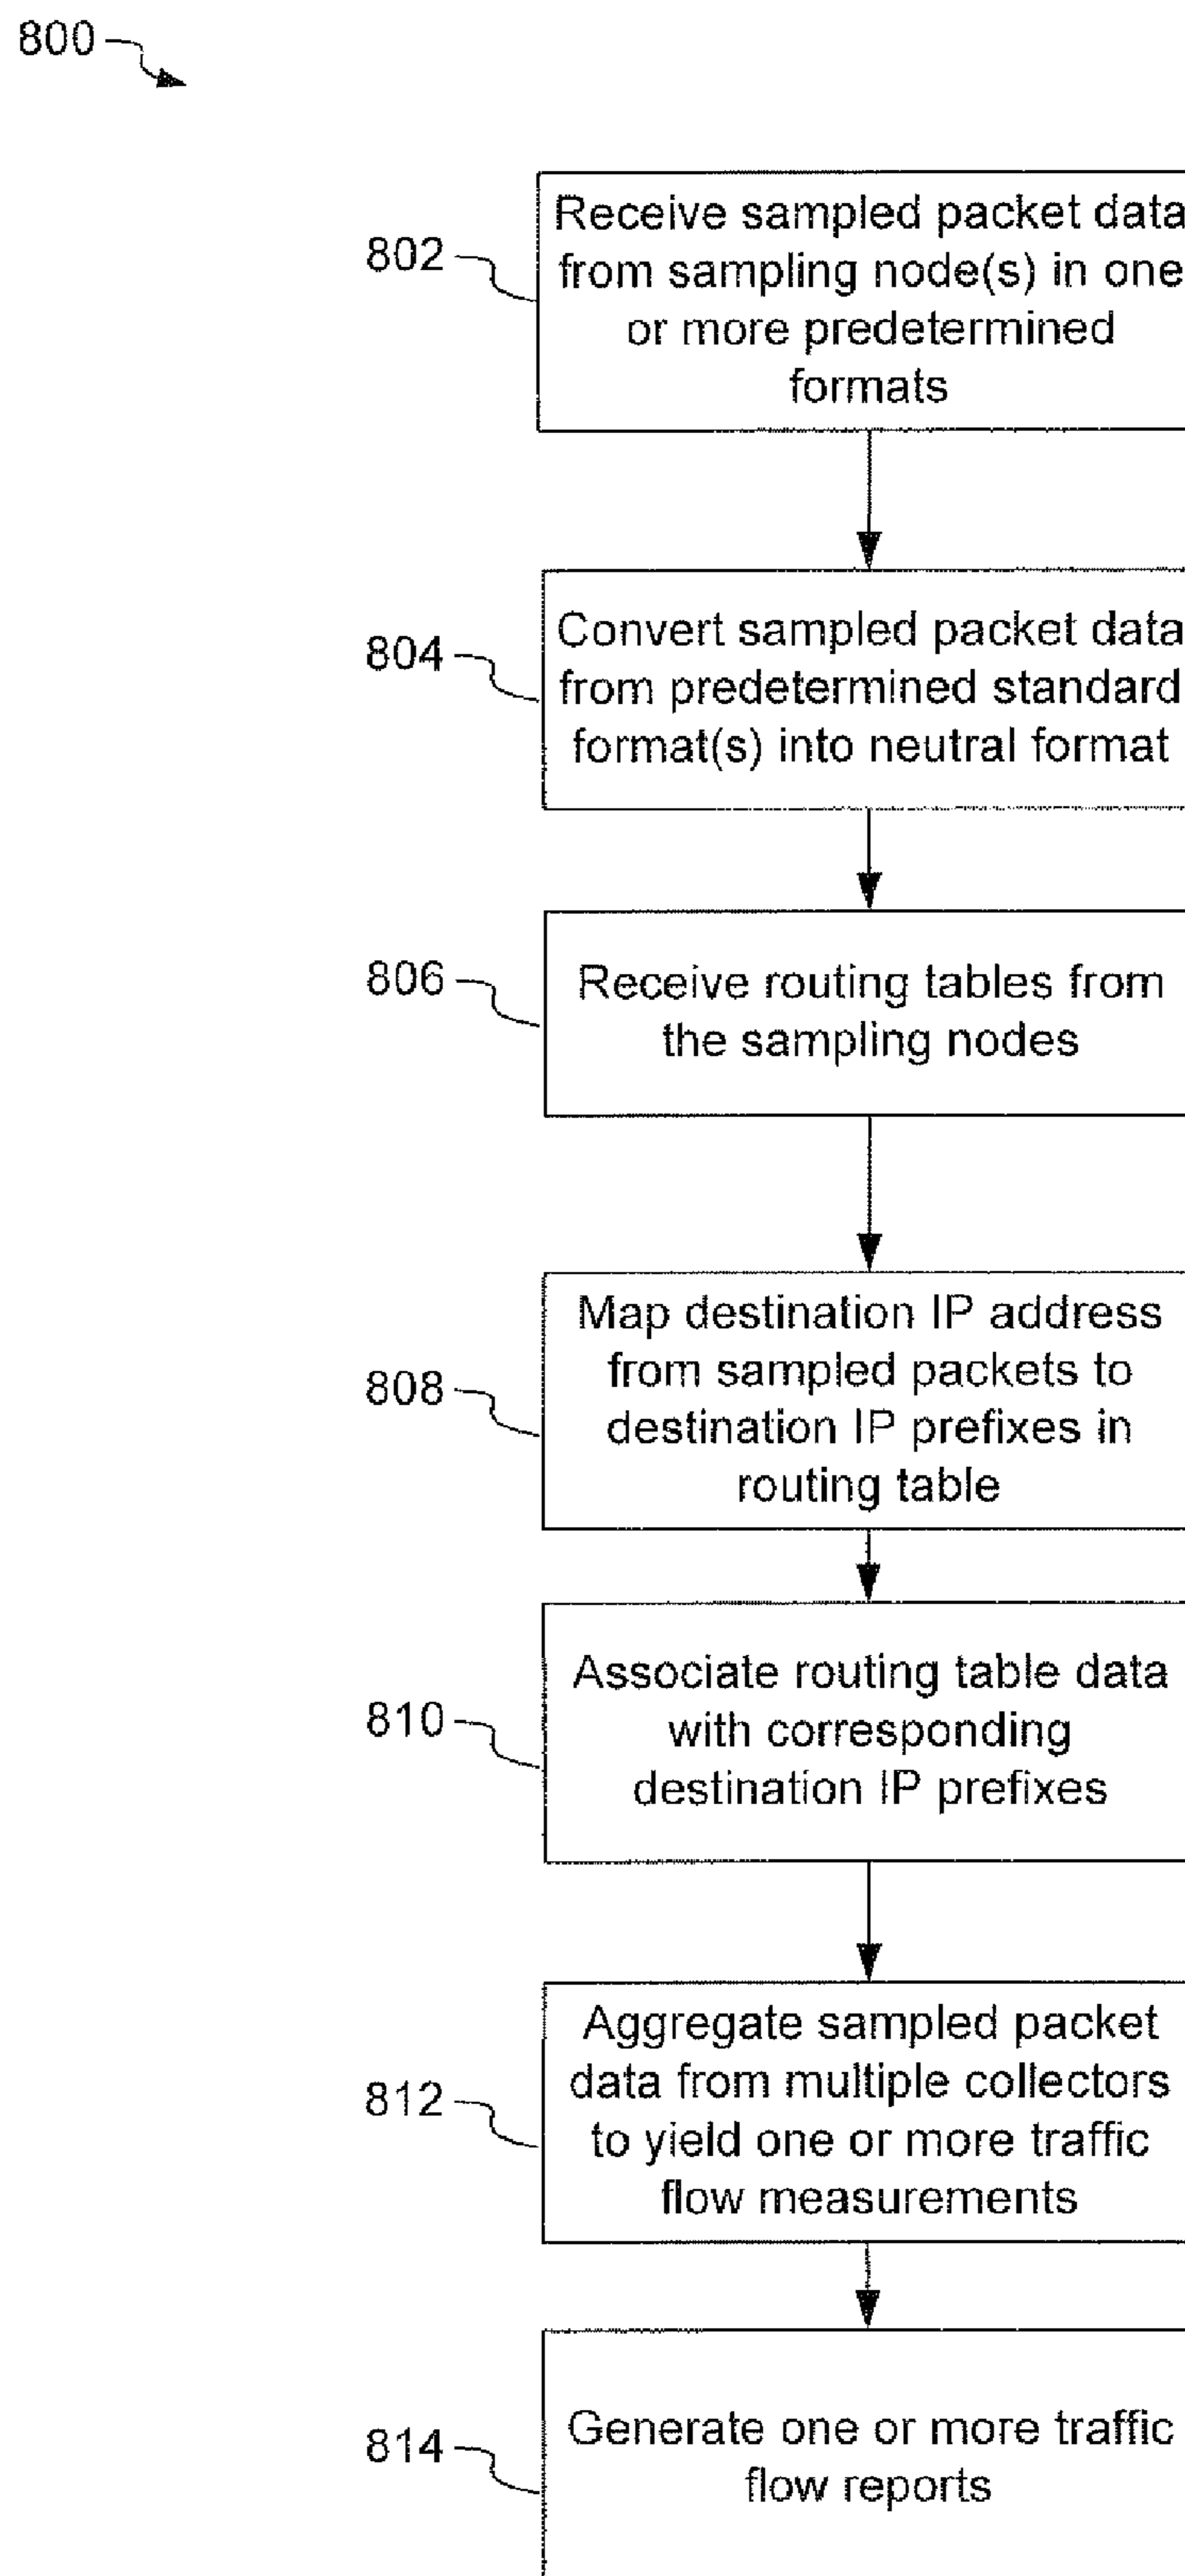 800
802
Receive sampled packet data
from sampling node(s) in one
or more predetermined
formats
804
Convert sampled packet data
from predetermined standard
format(s) into neutral format
806
Receive routing tables from
the sampling nodes
808
Map destination IP address
from sampled packets to
destination IP prefixes in
routing table
810
Associate routing table data
with corresponding
destination IP prefixes
812
Aggregate sampled packet
data from multiple collectors
to yield one or more traffic
flow measurements
814
Generate one or more traffic
flow reports